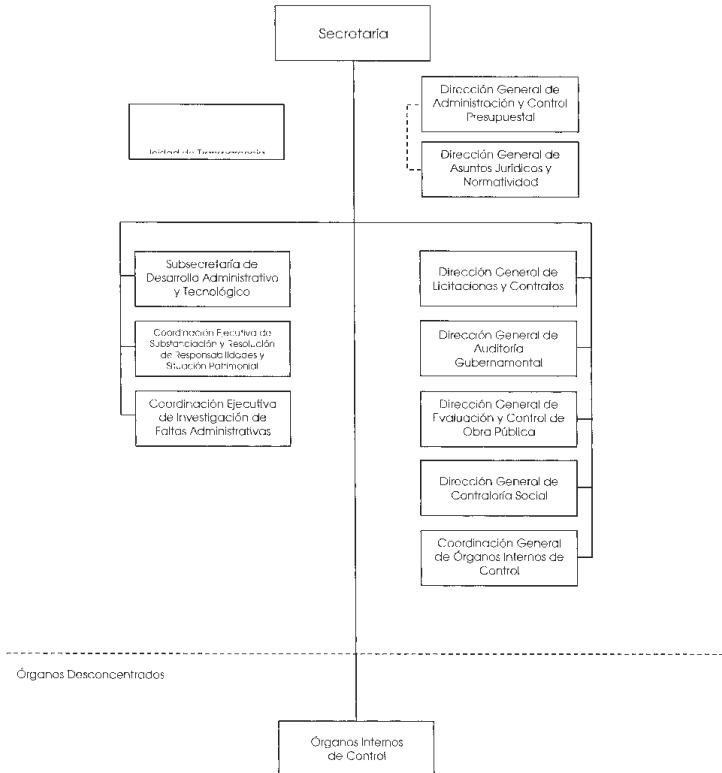 Secretaría
Dirección General de
Administración y Control
Presupuestal
Unidad de Transparencia
Dirección General de
Asuntos Jurídicos y
Normatividad
Subsecretaría de
Desarrollo Administrativo
y Tecnológico
Coordinación Ejecutiva de
Substanciación y Resolución
de Responsabilidades y
Situación Patrimonial
Coordinación Ejecutiva
de Investigación de
Faltas Administrativas
Dirección General de
Licitaciones y Contratos
Dirección General de
Auditoría
Gubernamental
Dirección General de
Evaluación y Control de
Obra Pública
Dirección General de
Contraloría Social
Coordinación General
de Órganos Internos de
Control
Órganos Desconcentrados
Órganos Internos
de Control